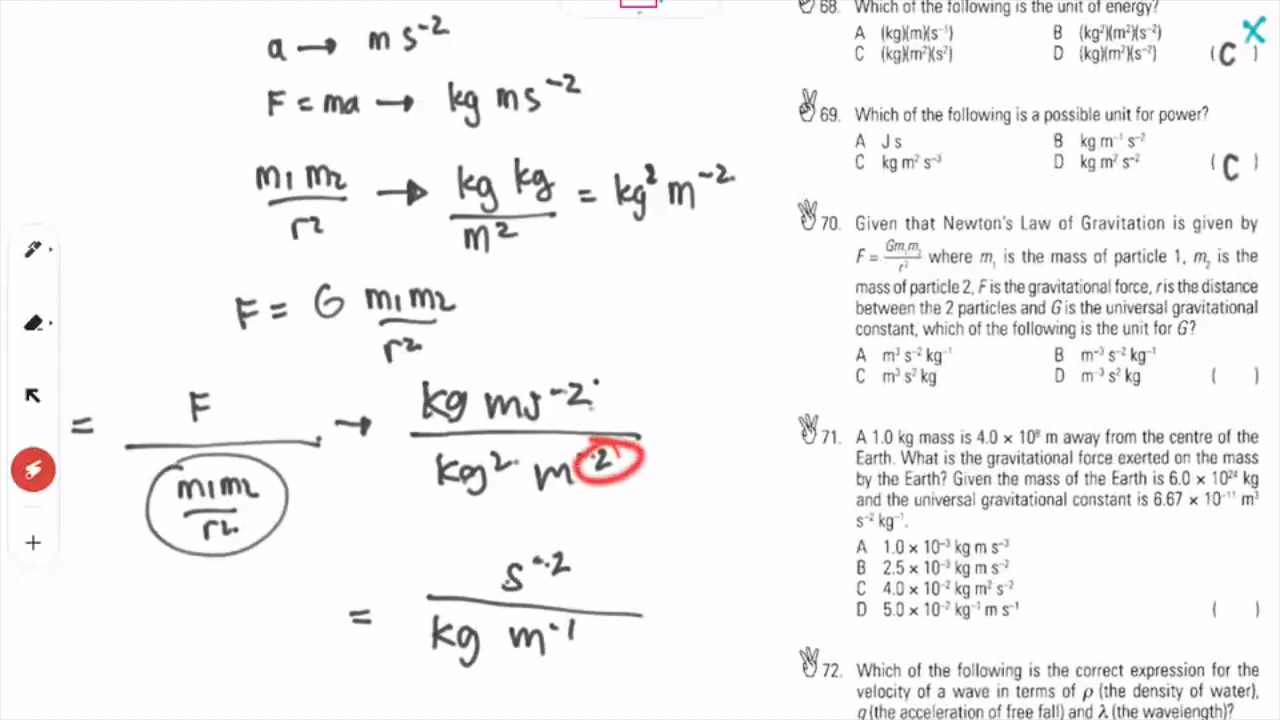 a → m s⁻²
F = ma → kg m s⁻²
m₁ m₂ / r² → kg kg / m² = kg² m⁻²
F = G m₁m₂ / r²
= F / (m₁m₂ / r²) → kg m s⁻² / kg² m⁻²
= s⁻² / kg m⁻¹
68. Which of the following is the unit of energy?
A (kg)(m)(s⁻¹) B (kg²)(m²)(s⁻²)
C (kg)(m²)(s²) D (kg)(m²)(s⁻²) ( C )
69. Which of the following is a possible unit for power?
A J s B kg m⁻¹ s⁻²
C kg m² s⁻³ D kg m² s⁻² ( C )
70. Given that Newton's Law of Gravitation is given by
F = Gm₁m₂ / r² where m₁ is the mass of particle 1, m₂ is the
mass of particle 2, F is the gravitational force, r is the distance
between the 2 particles and G is the universal gravitational
constant, which of the following is the unit for G?
A m³ s⁻² kg⁻¹ B m⁻³ s⁻² kg⁻¹
C m³ s² kg D m⁻³ s² kg ( )
71. A 1.0 kg mass is 4.0 × 10⁸ m away from the centre of the
Earth. What is the gravitational force exerted on the mass
by the Earth? Given the mass of the Earth is 6.0 × 10²⁴ kg
and the universal gravitational constant is 6.67 × 10⁻¹¹ m³
s⁻² kg⁻¹.
A 1.0 × 10⁻³ kg m s⁻³
B 2.5 × 10⁻³ kg m s⁻²
C 4.0 × 10⁻² kg m² s⁻²
D 5.0 × 10⁻² kg⁻¹ m s⁻¹ ( )
72. Which of the following is the correct expression for the
velocity of a wave in terms of ρ (the density of water),
g (the acceleration of free fall) and λ (the wavelength)?